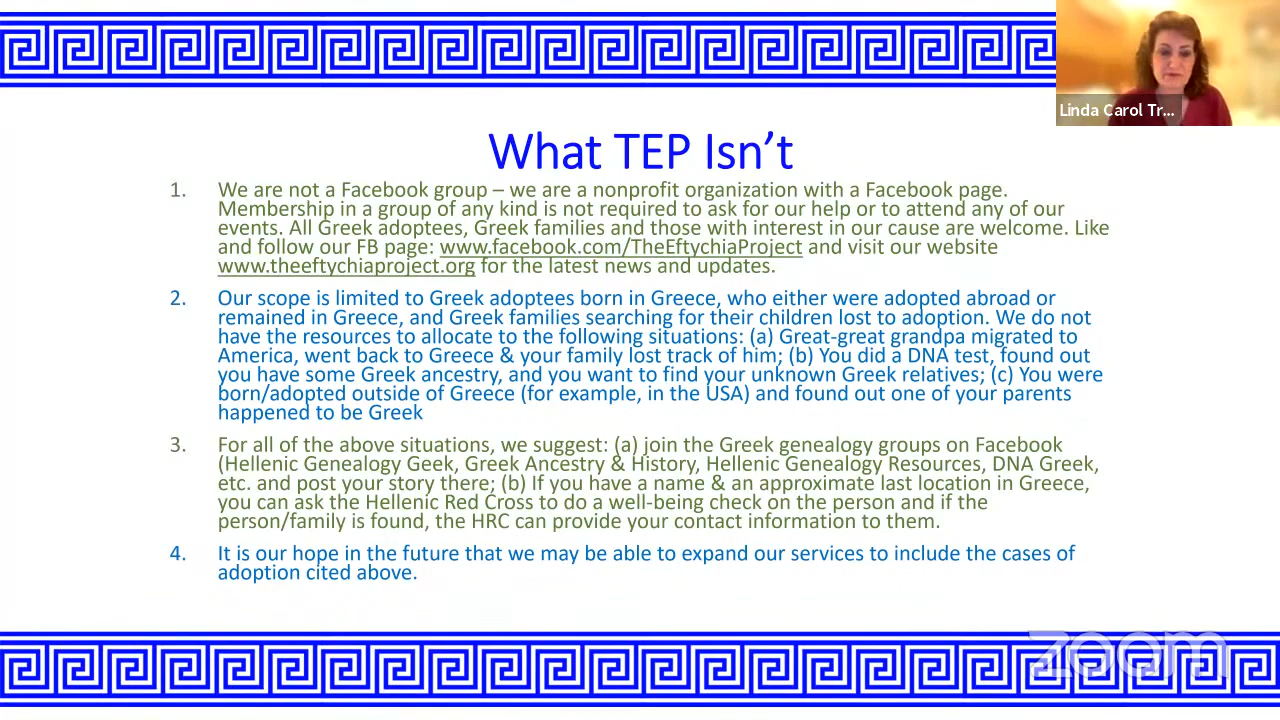 Linda Carol Tr...
What TEP Isn't
1. We are not a Facebook group – we are a nonprofit organization with a Facebook page.
Membership in a group of any kind is not required to ask for our help or to attend any of our
events. All Greek adoptees, Greek families and those with interest in our cause are welcome. Like
and follow our FB page: www.facebook.com/TheEftychiaProject and visit our website
www.theeftychiaproject.org for the latest news and updates.
2. Our scope is limited to Greek adoptees born in Greece, who either were adopted abroad or
remained in Greece, and Greek families searching for their children lost to adoption. We do not
have the resources to allocate to the following situations: (a) Great-great grandpa migrated to
America, went back to Greece & your family lost track of him; (b) You did a DNA test, found out
you have some Greek ancestry, and you want to find your unknown Greek relatives; (c) You were
born/adopted outside of Greece (for example, in the USA) and found out one of your parents
happened to be Greek
3. For all of the above situations, we suggest: (a) join the Greek genealogy groups on Facebook
(Hellenic Genealogy Geek, Greek Ancestry & History, Hellenic Genealogy Resources, DNA Greek,
etc. and post your story there; (b) If you have a name & an approximate last location in Greece,
you can ask the Hellenic Red Cross to do a well-being check on the person and if the
person/family is found, the HRC can provide your contact information to them.
4. It is our hope in the future that we may be able to expand our services to include the cases of
adoption cited above.
zoom